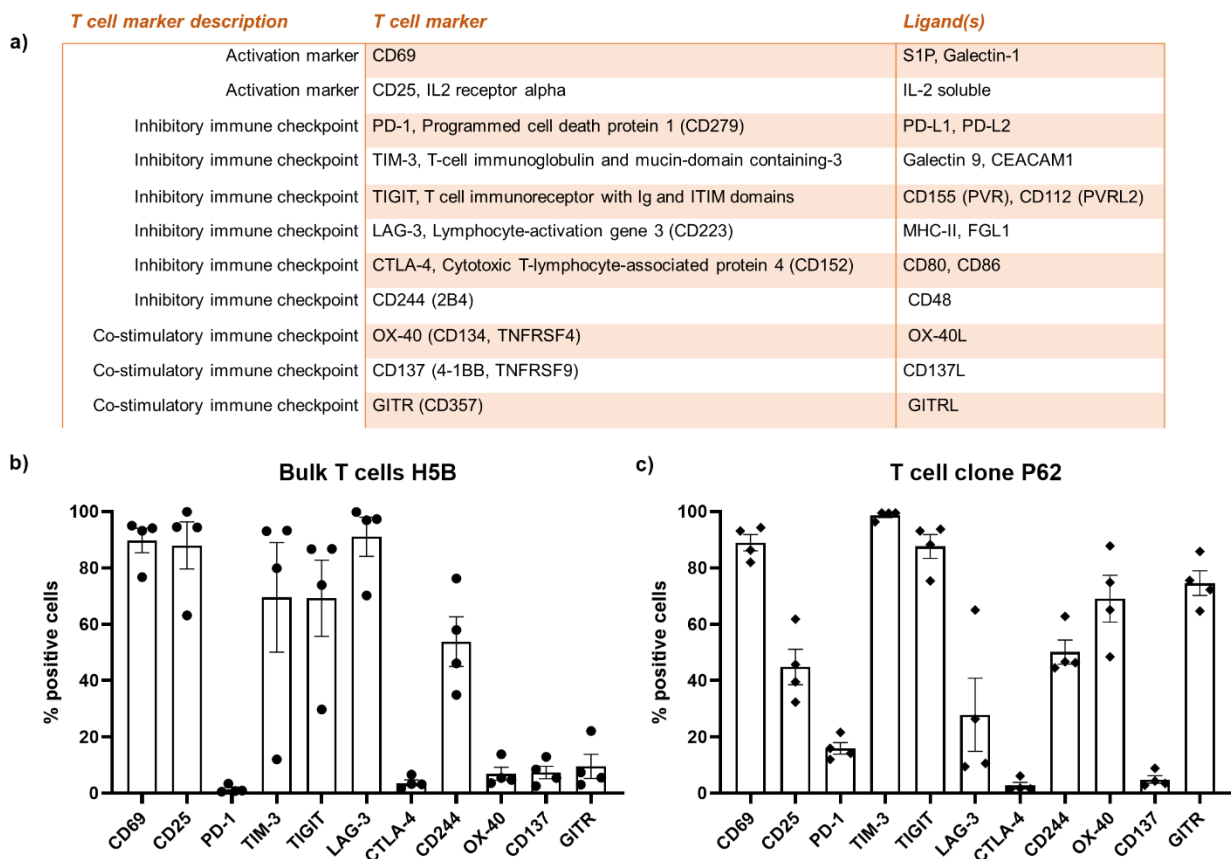 a)
T cell marker description T cell marker Ligand(s)
Activation marker CD69 S1P, Galectin-1
Activation marker CD25, IL2 receptor alpha IL-2 soluble
Inhibitory immune checkpoint PD-1, Programmed cell death protein 1 (CD279) PD-L1, PD-L2
Inhibitory immune checkpoint TIM-3, T-cell immunoglobulin and mucin-domain containing-3 Galectin 9, CEACAM1
Inhibitory immune checkpoint TIGIT, T cell immunoreceptor with Ig and ITIM domains CD155 (PVR), CD112 (PVRL2)
Inhibitory immune checkpoint LAG-3, Lymphocyte-activation gene 3 (CD223) MHC-II, FGL1
Inhibitory immune checkpoint CTLA-4, Cytotoxic T-lymphocyte-associated protein 4 (CD152) CD80, CD86
Inhibitory immune checkpoint CD244 (2B4) CD48
Co-stimulatory immune checkpoint OX-40 (CD134, TNFRSF4) OX-40L
Co-stimulatory immune checkpoint CD137 (4-1BB, TNFRSF9) CD137L
Co-stimulatory immune checkpoint GITR (CD357) GITRL
b)
Bulk T cells H5B
% positive cells
100
80
60
40
20
0
CD69 CD25 PD-1 TIM-3 TIGIT LAG-3 CTLA-4 CD244 OX-40 CD137 GITR
c)
T cell clone P62
% positive cells
100
80
60
40
20
0
CD69 CD25 PD-1 TIM-3 TIGIT LAG-3 CTLA-4 CD244 OX-40 CD137 GITR